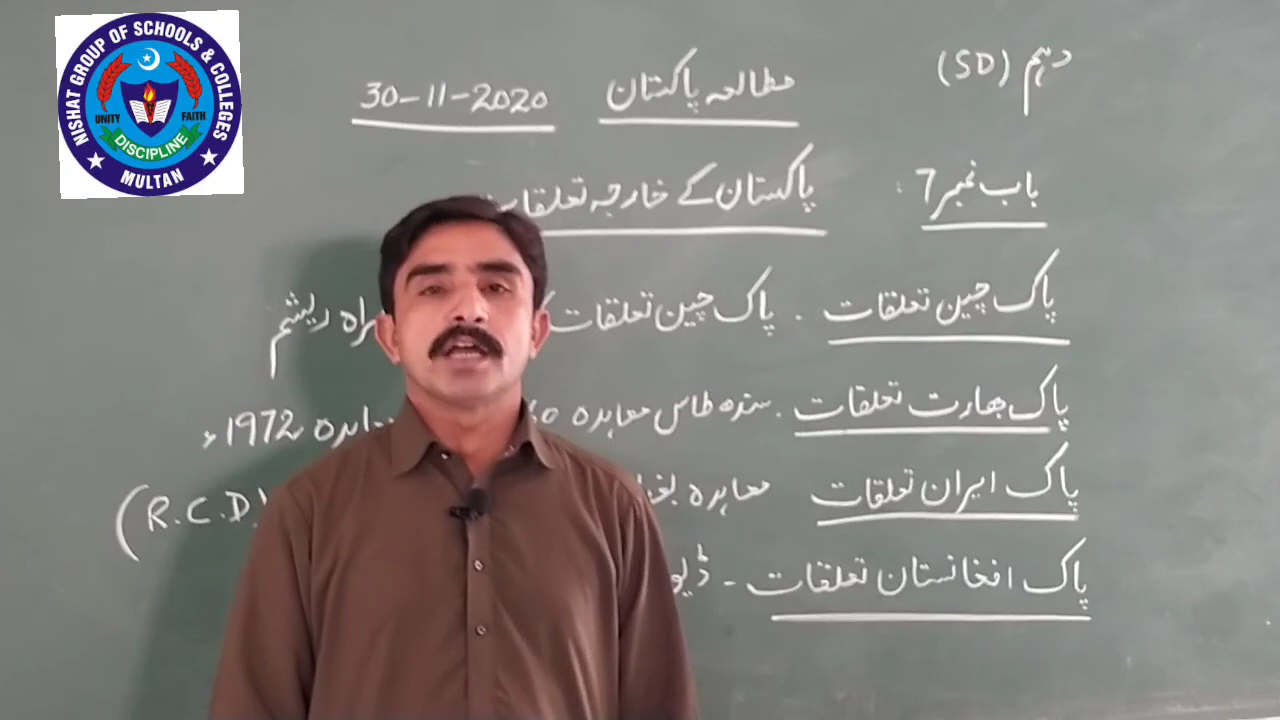 NISHAT GROUP OF SCHOOLS & COLLEGES
UNITY FAITH
DISCIPLINE
MULTAN
دہم (SD)
مطالعہ پاکستان 30-11-2020
باب نمبر 7 : پاکستان کے خارجہ تعلقات
پاک چین تعلقات . پاک چین تعلقات راہ ریشم
پاک بھارت تعلقات . سندھ طاس معاہدہ 1972ء
پاک ایران تعلقات معاہدہ (R.C.D)
پاک افغانستان تعلقات -